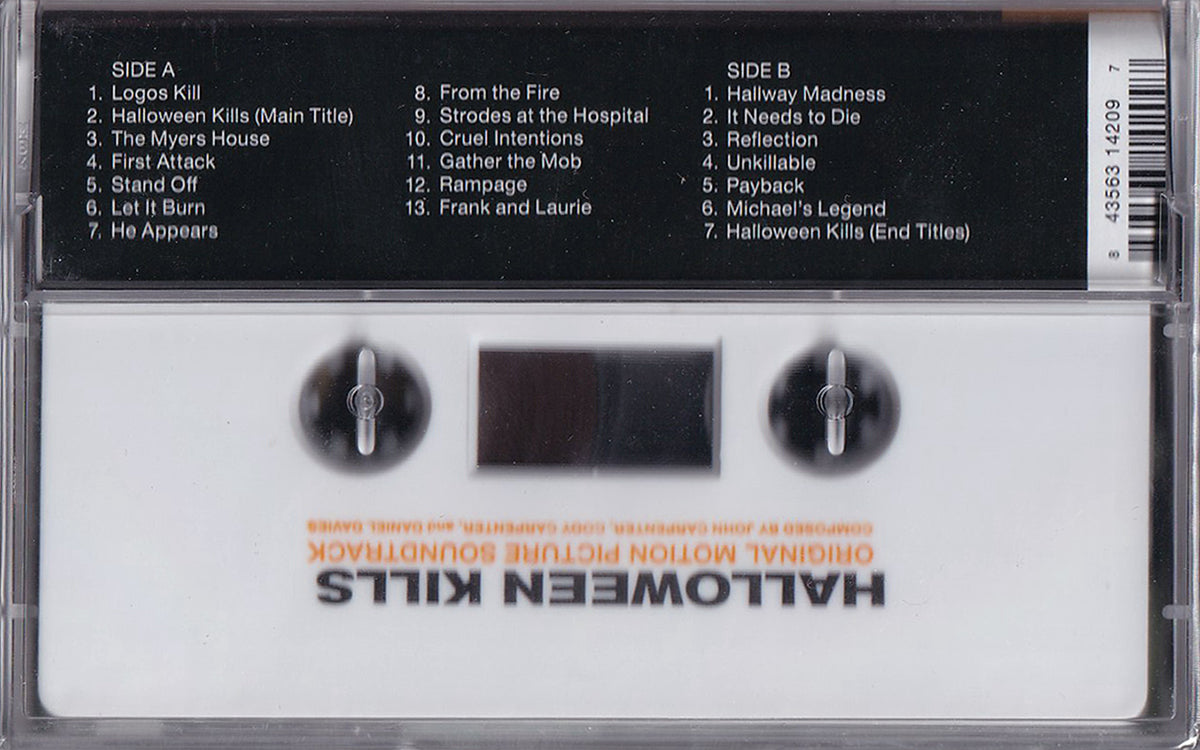 SIDE A
1. Logos Kill
2. Halloween Kills (Main Title)
3. The Myers House
4. First Attack
5. Stand Off
6. Let It Burn
7. He Appears
8. From the Fire
9. Strodes at the Hospital
10. Cruel Intentions
11. Gather the Mob
12. Rampage
13. Frank and Laurie
SIDE B
1. Hallway Madness
2. It Needs to Die
3. Reflection
4. Unkillable
5. Payback
6. Michael's Legend
7. Halloween Kills (End Titles)
8 43563 14209 7
HALLOWEEN KILLS
ORIGINAL MOTION PICTURE SOUNDTRACK
COMPOSED BY JOHN CARPENTER, CODY CARPENTER, and DANIEL DAVIES